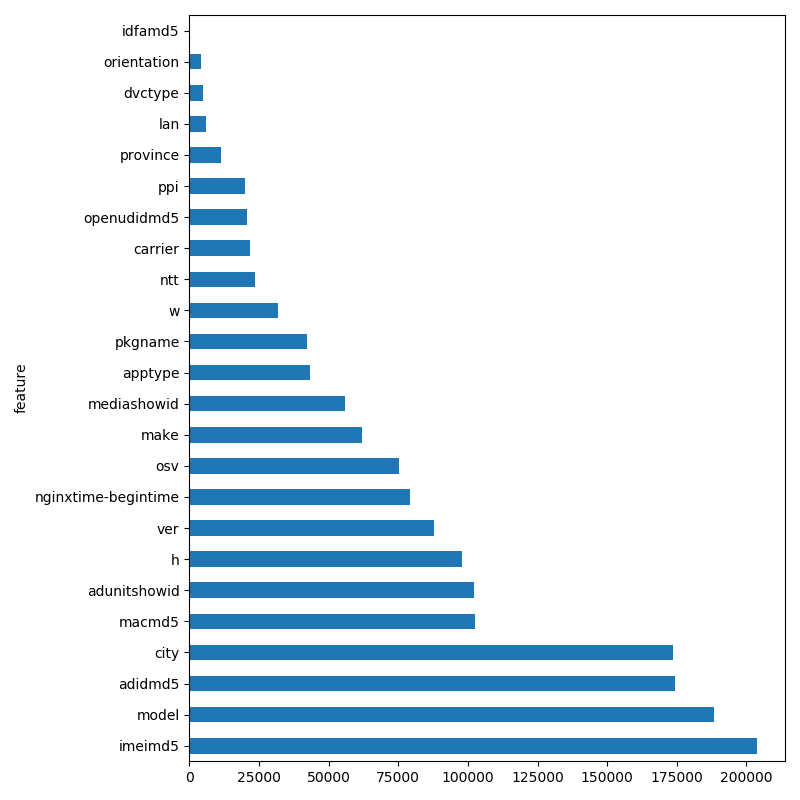 idfamd5
orientation
dvctype
lan
province
ppi
openudidmd5
carrier
ntt
w
pkgname
apptype
mediashowid
make
osv
nginxtime-begintime
ver
h
adunitshowid
macmd5
city
adidmd5
model
imeimd5
feature
0 25000 50000 75000 100000 125000 150000 175000 200000